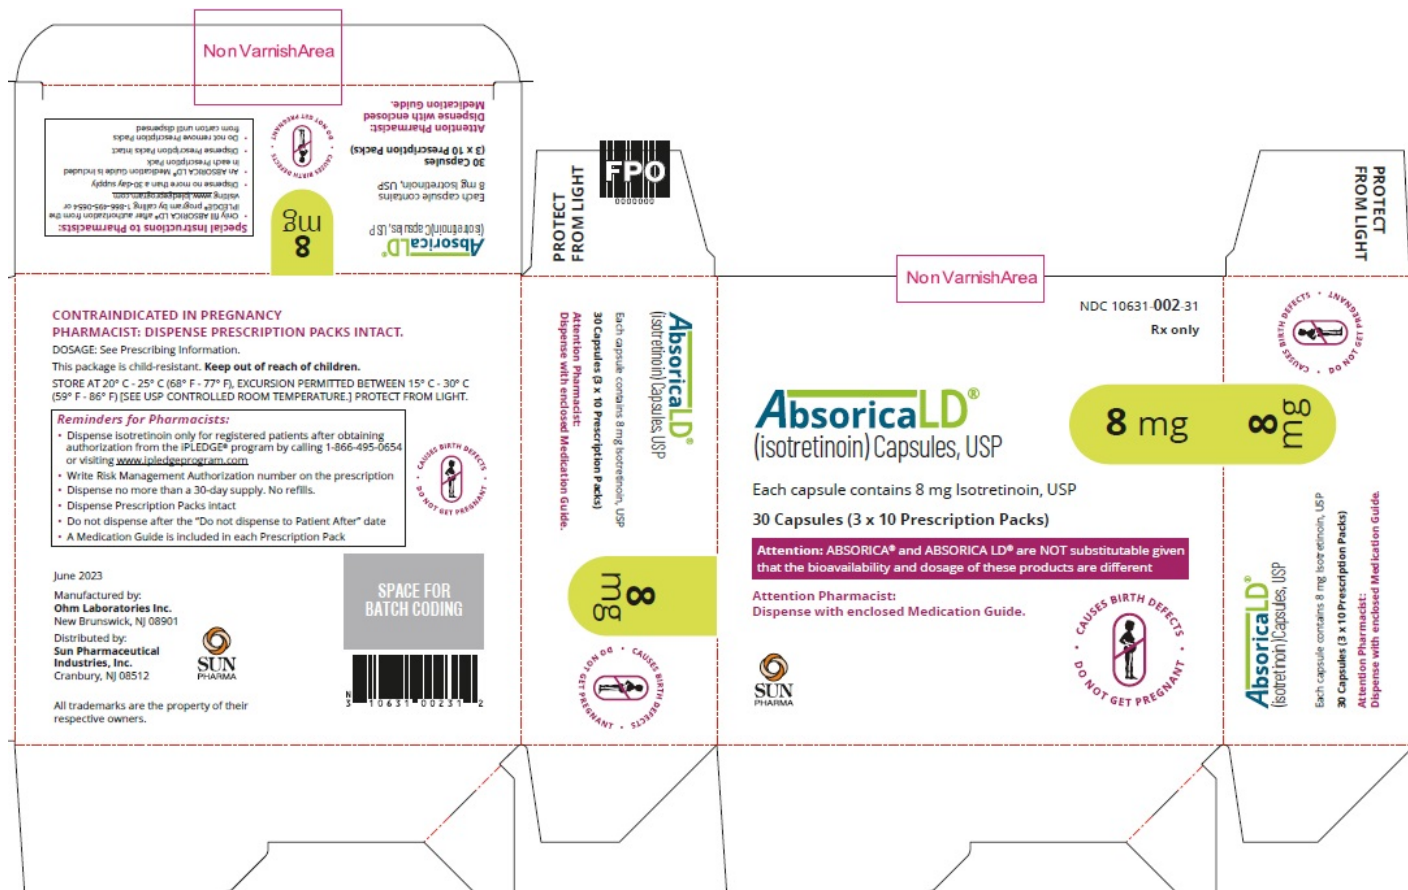 Non VarnishArea
Special Instructions to Pharmacists:
• Only fill ABSORICA LD® after authorization from the
iPLEDGE® program by calling 1-866-495-0654 or
visiting www.ipledgeprogram.com
• Dispense no more than a 30-day supply
• An ABSORICA LD® Medication Guide is Included
in each Prescription Pack
• Dispense Prescription Packs Intact
• Do not remove Prescription Packs
from carton until dispensed
8
mg
CAUSES BIRTH DEFECTS • DO NOT GET PREGNANT •
AbsoricaLD®
(isotretinoin)Capsules, USP
Each capsule contains
8 mg Isotretinoin, USP
30 Capsules
(3 x 10 Prescription Packs)
Attention Pharmacist:
Dispense with enclosed
Medication Guide.
PROTECT
FROM LIGHT
FPO
0000000
PROTECT
FROM LIGHT
CONTRAINDICATED IN PREGNANCY
PHARMACIST: DISPENSE PRESCRIPTION PACKS INTACT.
DOSAGE: See Prescribing Information.
This package is child-resistant. Keep out of reach of children.
STORE AT 20° C - 25° C (68° F - 77° F), EXCURSION PERMITTED BETWEEN 15° C - 30° C
(59° F - 86° F) [SEE USP CONTROLLED ROOM TEMPERATURE.] PROTECT FROM LIGHT.
Reminders for Pharmacists:
• Dispense isotretinoin only for registered patients after obtaining
authorization from the iPLEDGE® program by calling 1-866-495-0654
or visiting www.ipledgeprogram.com
• Write Risk Management Authorization number on the prescription
• Dispense no more than a 30-day supply. No refills.
• Dispense Prescription Packs intact
• Do not dispense after the "Do not dispense to Patient After" date
• A Medication Guide is included in each Prescription Pack
• CAUSES BIRTH DEFECTS • DO NOT GET PREGNANT
June 2023
Manufactured by:
Ohm Laboratories Inc.
New Brunswick, NJ 08901
Distributed by:
Sun Pharmaceutical
Industries, Inc.
Cranbury, NJ 08512
SUN
PHARMA
All trademarks are the property of their
respective owners.
SPACE FOR
BATCH CODING
N
3 10631 00231 2
AbsoricaLD®
(isotretinoin) Capsules, USP
Each capsule contains 8 mg Isotretinoin, USP
30 Capsules (3 x 10 Prescription Packs)
Attention Pharmacist:
Dispense with enclosed Medication Guide.
8
mg
CAUSES BIRTH DEFECTS • DO NOT GET PREGNANT •
Non VarnishArea
NDC 10631-002-31
Rx only
AbsoricaLD®
(isotretinoin) Capsules, USP
8 mg
Each capsule contains 8 mg Isotretinoin, USP
30 Capsules (3 x 10 Prescription Packs)
Attention: ABSORICA® and ABSORICA LD® are NOT substitutable given
that the bioavailability and dosage of these products are different
Attention Pharmacist:
Dispense with enclosed Medication Guide.
SUN
PHARMA
• CAUSES BIRTH DEFECTS • DO NOT GET PREGNANT
CAUSES BIRTH DEFECTS • DO NOT GET PREGNANT •
8
mg
AbsoricaLD®
(isotretinoin)Capsules, USP
Each capsule contains 8 mg Isotretinoin, USP
30 Capsules (3 x 10 Prescription Packs)
Attention Pharmacist:
Dispense with enclosed Medication Guide.